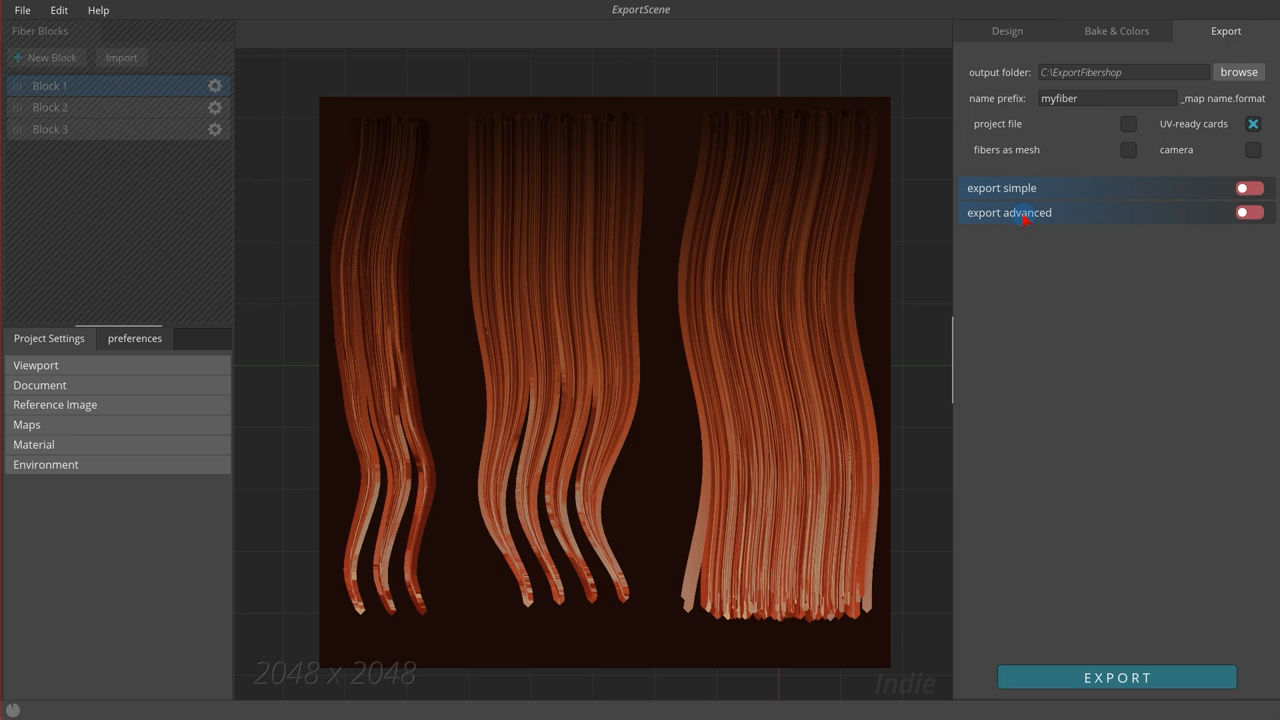 File Edit Help
ExportScene
Fiber Blocks
+ New Block Import
Block 1
Block 2
Block 3
Project Settings preferences
Viewport
Document
Reference Image
Maps
Material
Environment
2048 x 2048
Indie
Design Bake & Colors Export
output folder: C:\ExportFibershop browse
name prefix: myfiber _map name.format
project file UV-ready cards
fibers as mesh camera
export simple
export advanced
EXPORT